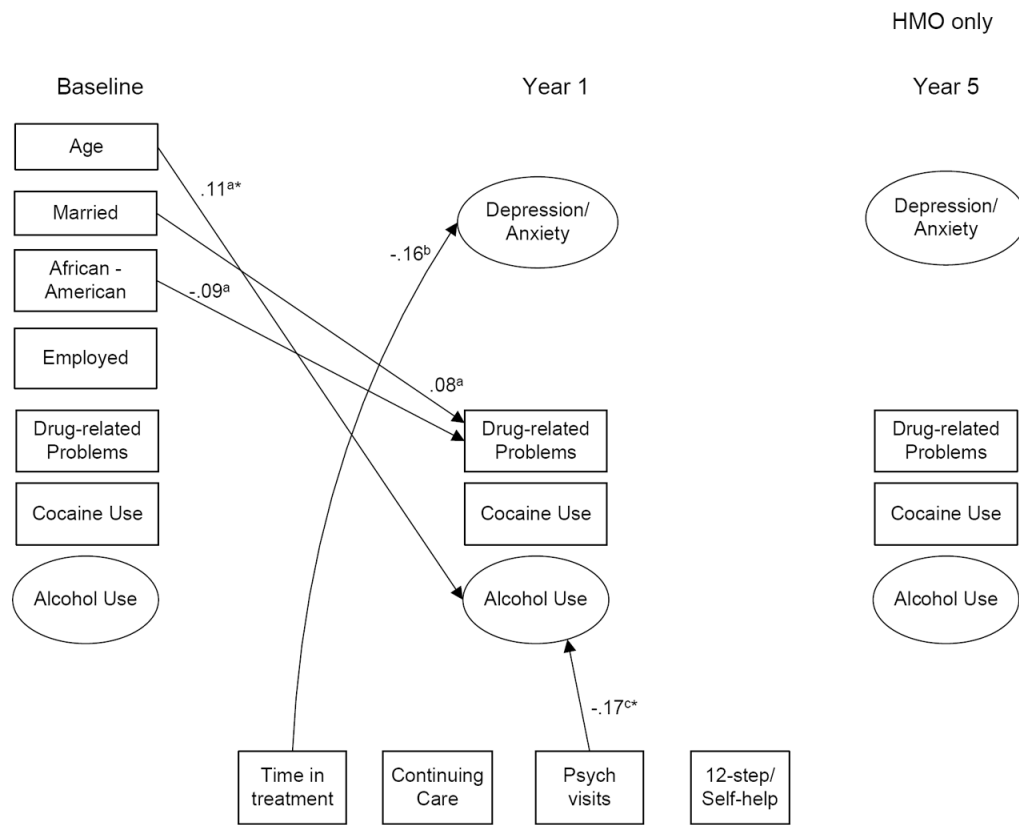 HMO only
Baseline
Year 1
Year 5
Age
Married
African -
American
Employed
Drug-related
Problems
Cocaine Use
Alcohol Use
.11ᵃ*
-.09ᵃ
-.16ᵇ
.08ᵃ
Depression/
Anxiety
Drug-related
Problems
Cocaine Use
Alcohol Use
-.17ᶜ*
Depression/
Anxiety
Drug-related
Problems
Cocaine Use
Alcohol Use
Time in
treatment
Continuing
Care
Psych
visits
12-step/
Self-help